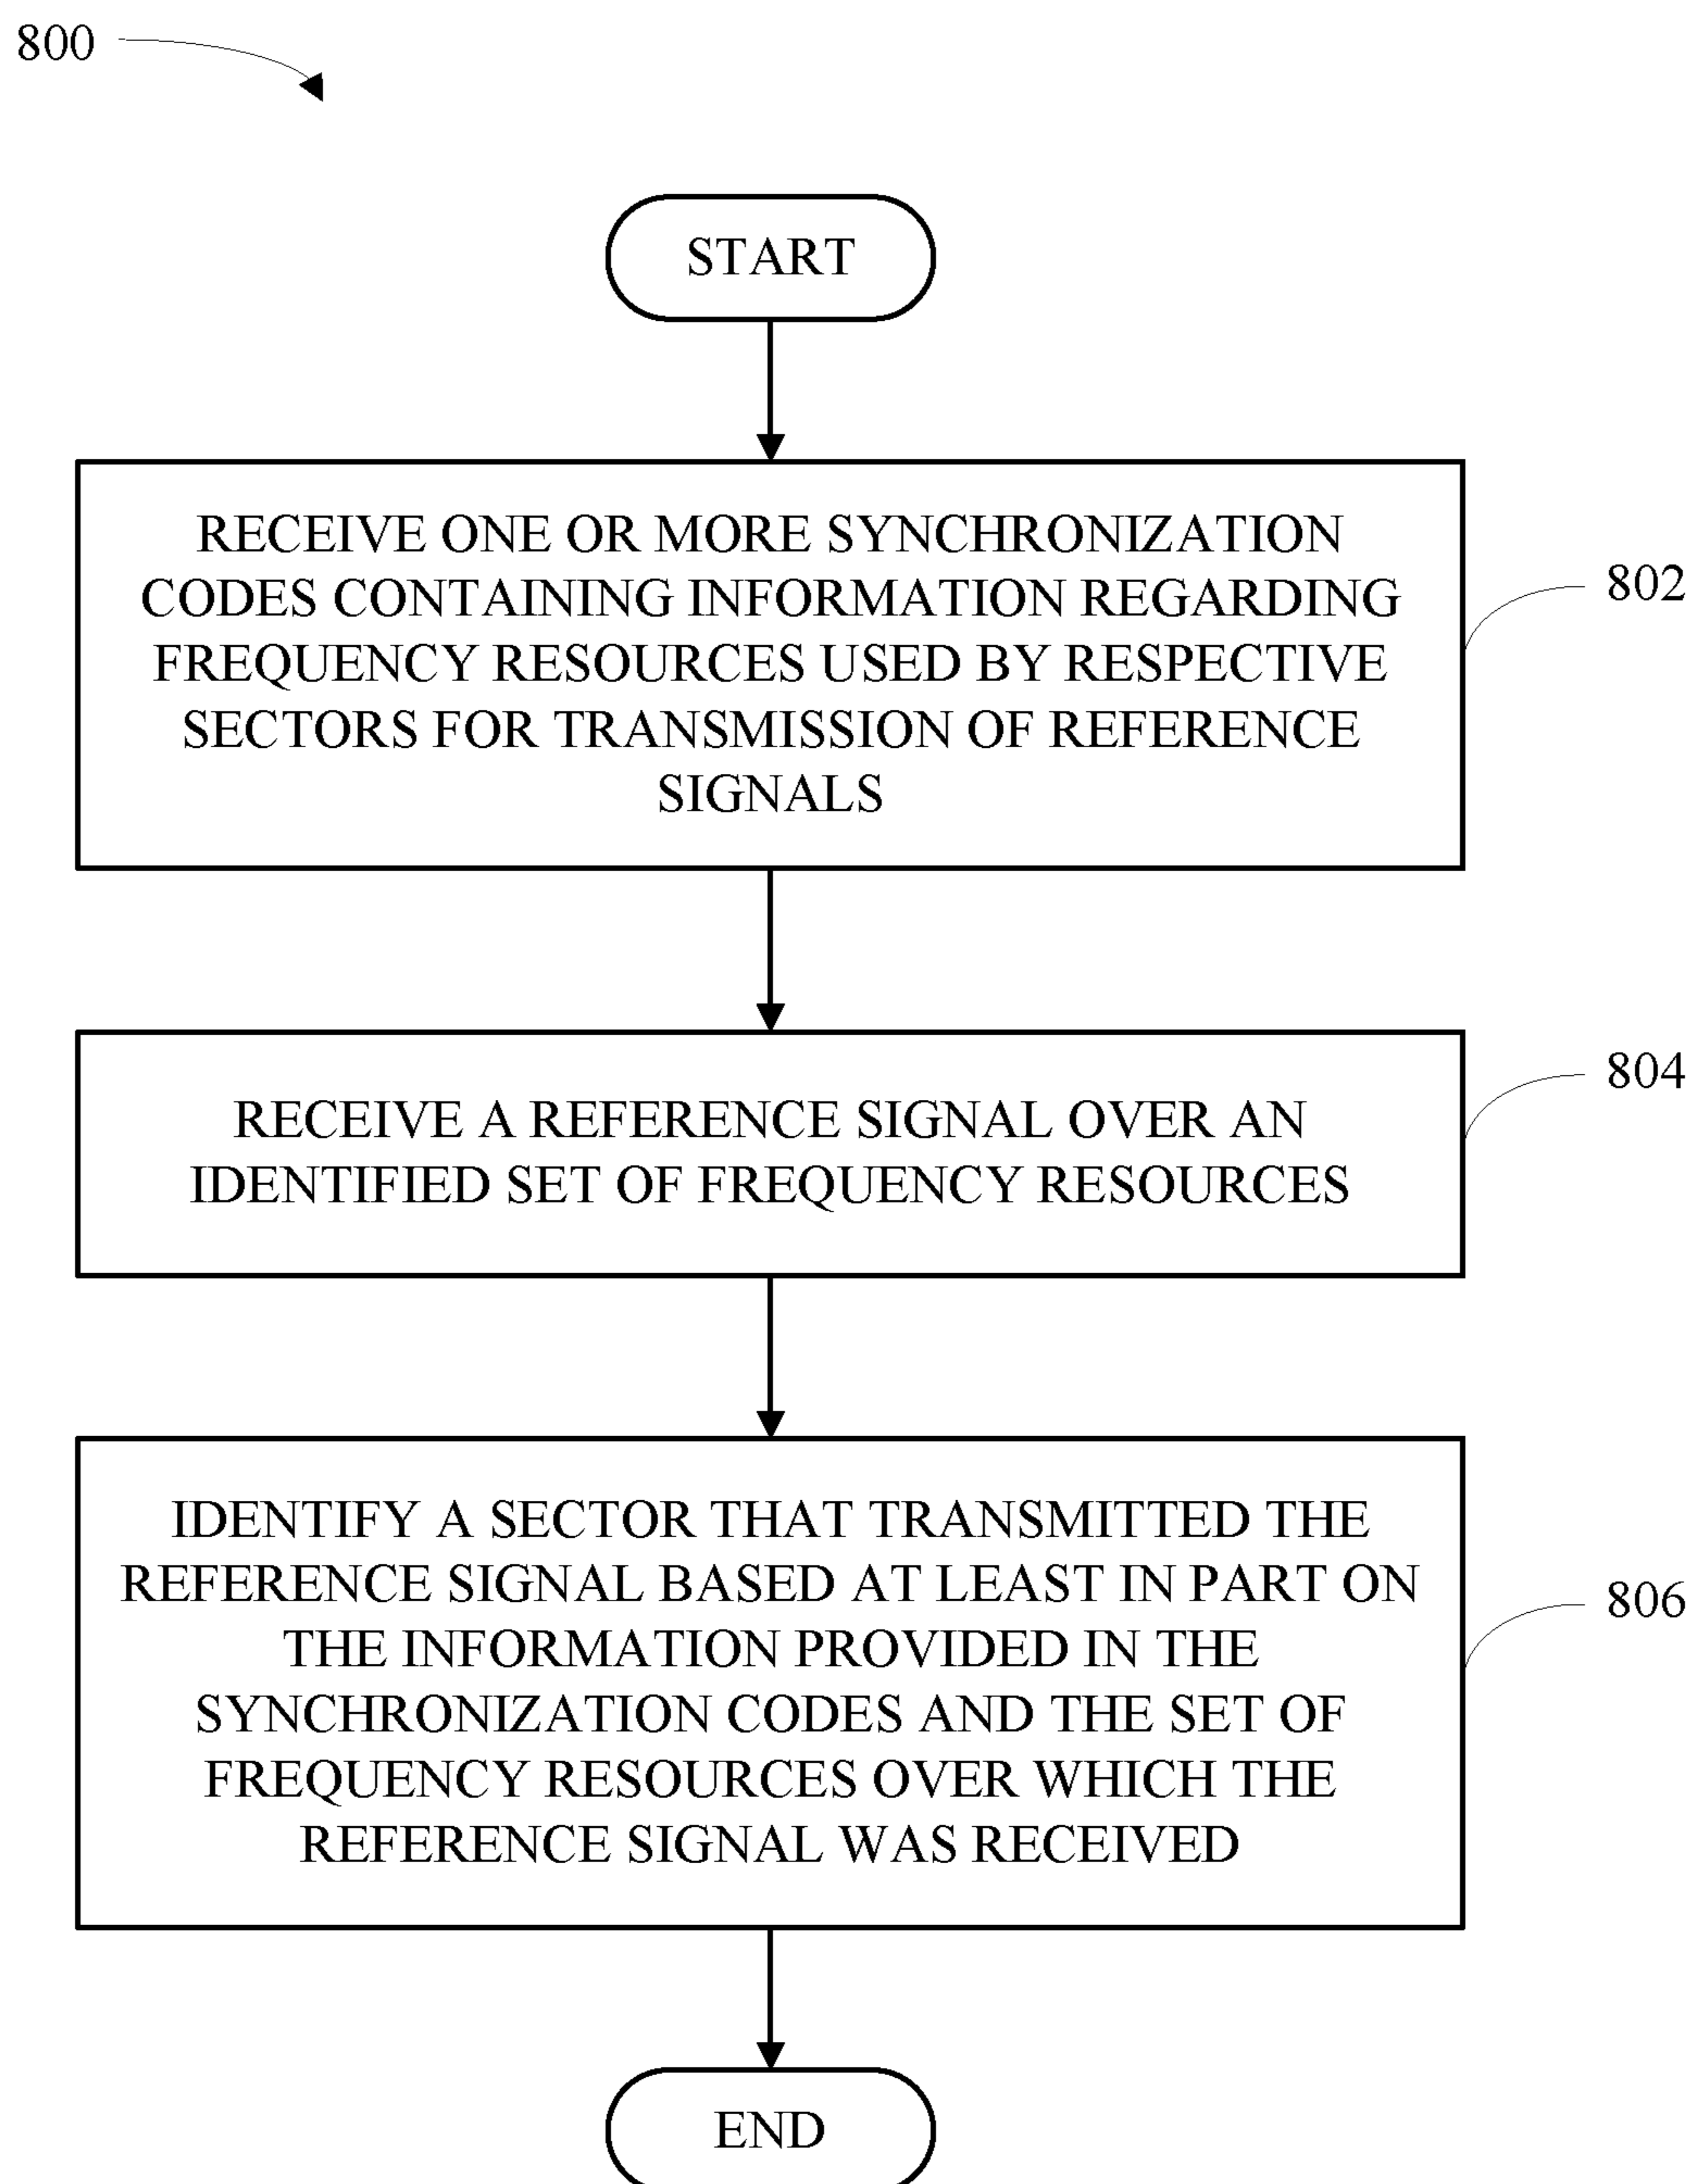 800
START
RECEIVE ONE OR MORE SYNCHRONIZATION
CODES CONTAINING INFORMATION REGARDING
FREQUENCY RESOURCES USED BY RESPECTIVE
SECTORS FOR TRANSMISSION OF REFERENCE
SIGNALS
802
RECEIVE A REFERENCE SIGNAL OVER AN
IDENTIFIED SET OF FREQUENCY RESOURCES
804
IDENTIFY A SECTOR THAT TRANSMITTED THE
REFERENCE SIGNAL BASED AT LEAST IN PART ON
THE INFORMATION PROVIDED IN THE
SYNCHRONIZATION CODES AND THE SET OF
FREQUENCY RESOURCES OVER WHICH THE
REFERENCE SIGNAL WAS RECEIVED
806
END